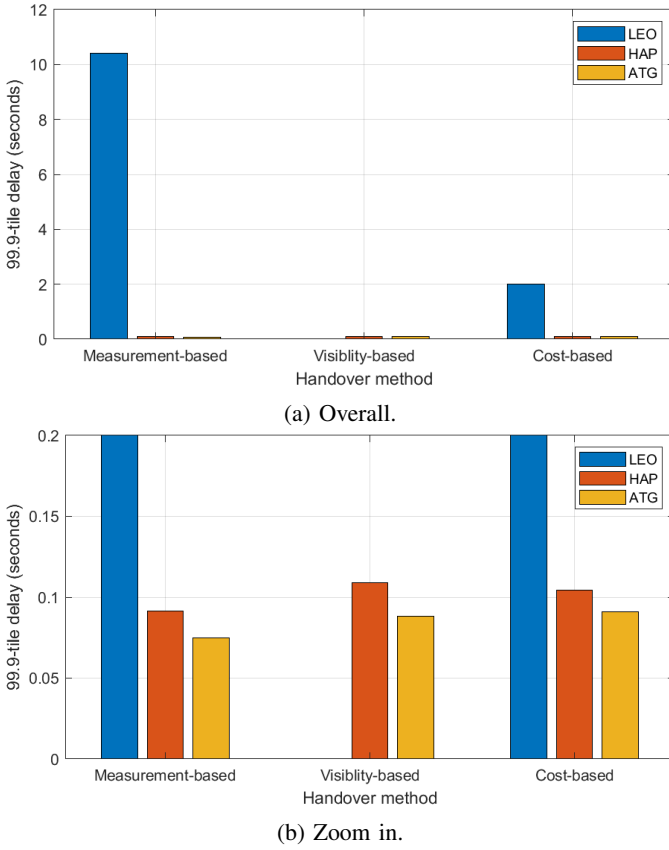 12
10
8
6
4
2
0
99.9-tile delay (seconds)
LEO
HAP
ATG
Measurement-based Visiblity-based Cost-based
Handover method
(a) Overall.
0.2
0.15
0.1
0.05
0
99.9-tile delay (seconds)
LEO
HAP
ATG
Measurement-based Visiblity-based Cost-based
Handover method
(b) Zoom in.